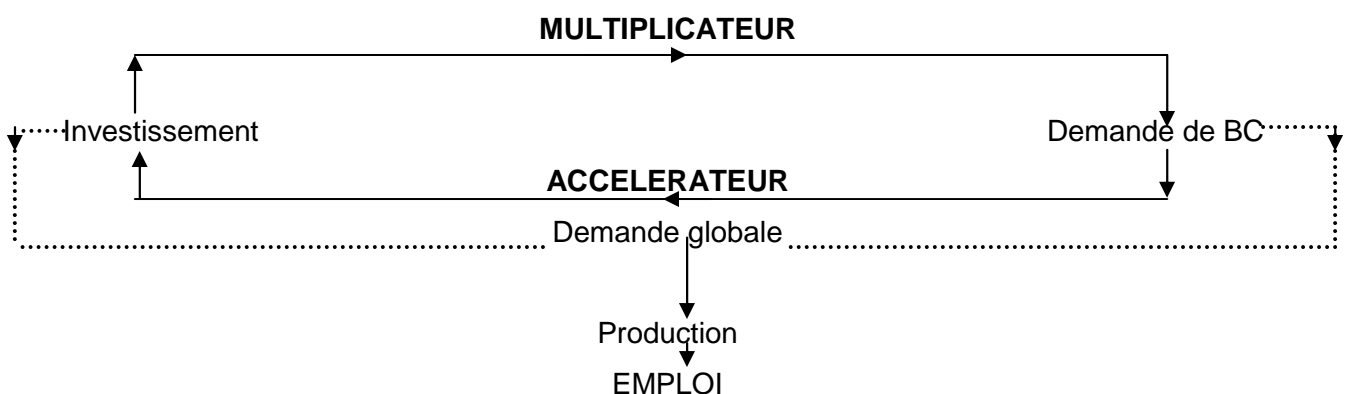 MULTIPLICATEUR
Investissement
Demande de BC
ACCELERATEUR
Demande globale
Production
EMPLOI